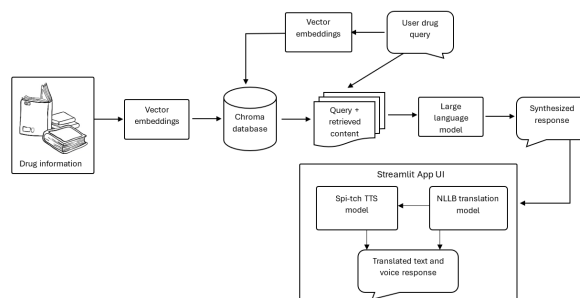 Vector
embeddings
User drug
query
Drug information
Vector
embeddings
Chroma
database
Query +
retrieved
content
Large
language
model
Synthesized
response
Streamlit App UI
Spi-tch TTS
model
NLLB translation
model
Translated text and
voice response